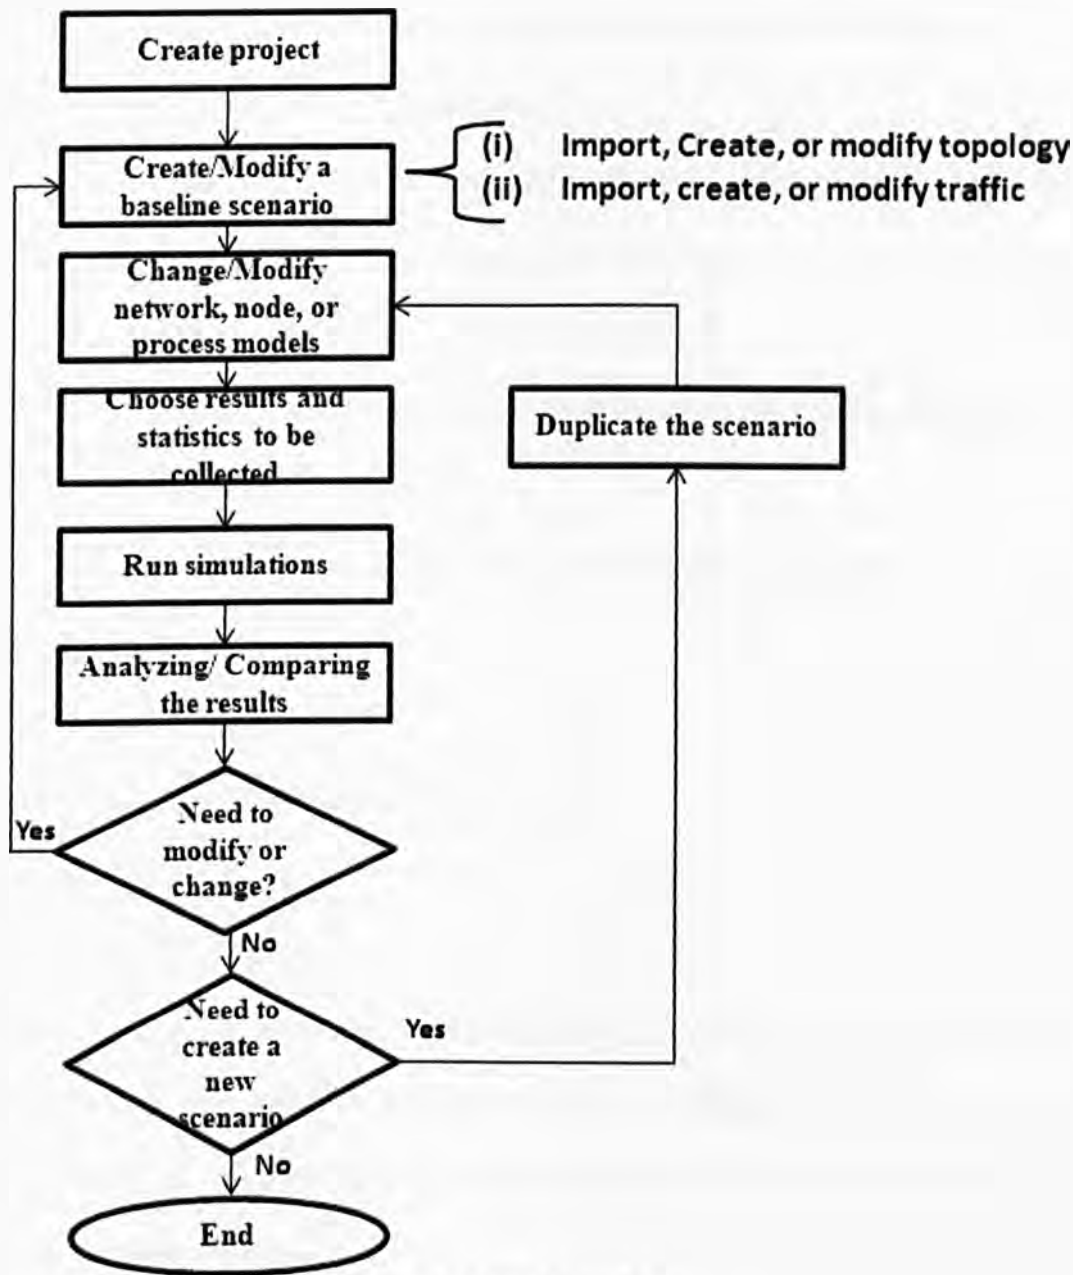 Create project
Create/Modify a
baseline scenario
(i) Import, Create, or modify topology
(ii) Import, create, or modify traffic
Change/Modify
network, node, or
process models
Choose results and
statistics to be
collected
Duplicate the scenario
Run simulations
Analyzing/ Comparing
the results
Need to
modify or
change?
Yes
No
Need to
create a
new
scenario
Yes
No
End